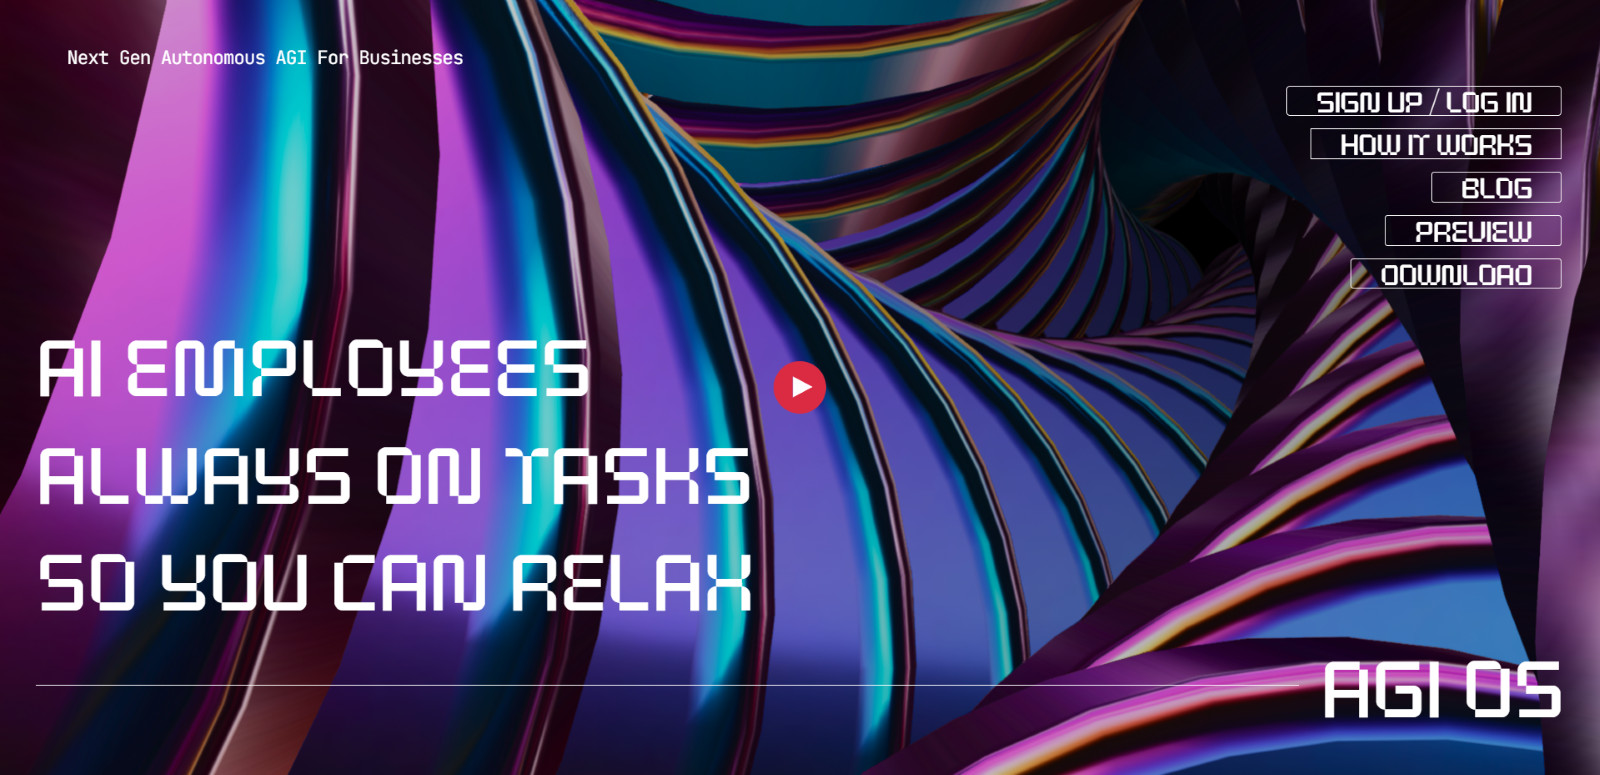 Next Gen Autonomous AGI For Businesses
SIGN UP / LOG IN
HOW IT WORKS
BLOG
PREVIEW
DOWNLOAD
AI EMPLOYEES
ALWAYS ON TASKS
SO YOU CAN RELAX
AGI OS